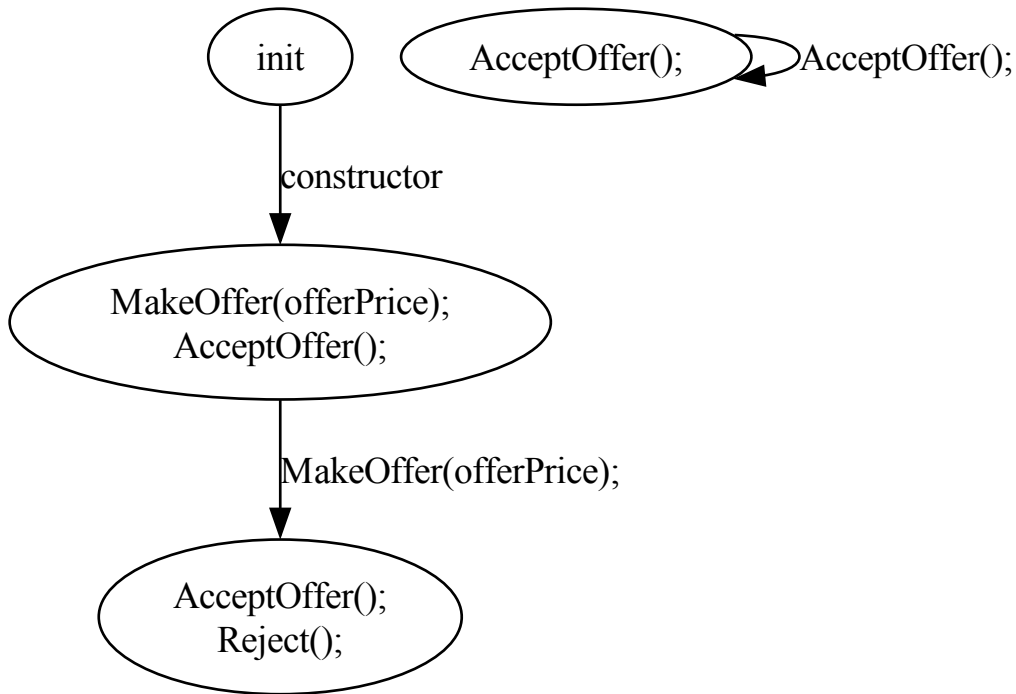 init
AcceptOffer();
AcceptOffer();
constructor
MakeOffer(offerPrice);
AcceptOffer();
MakeOffer(offerPrice);
AcceptOffer();
Reject();